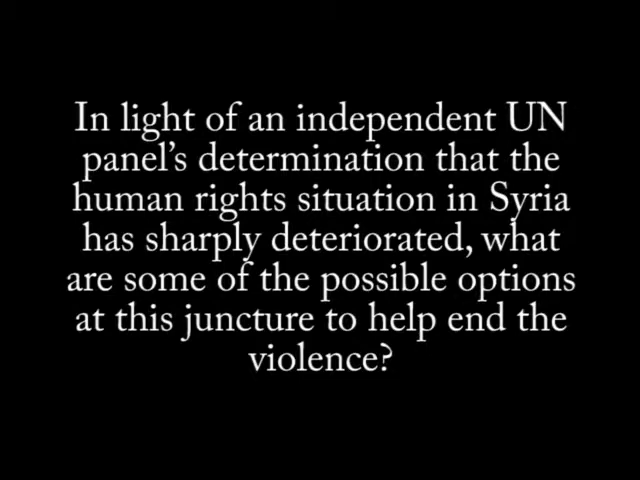 In light of an independent UN
panel’s determination that the
human rights situation in Syria
has sharply deteriorated, what
are some of the possible options
at this juncture to help end the
violence?